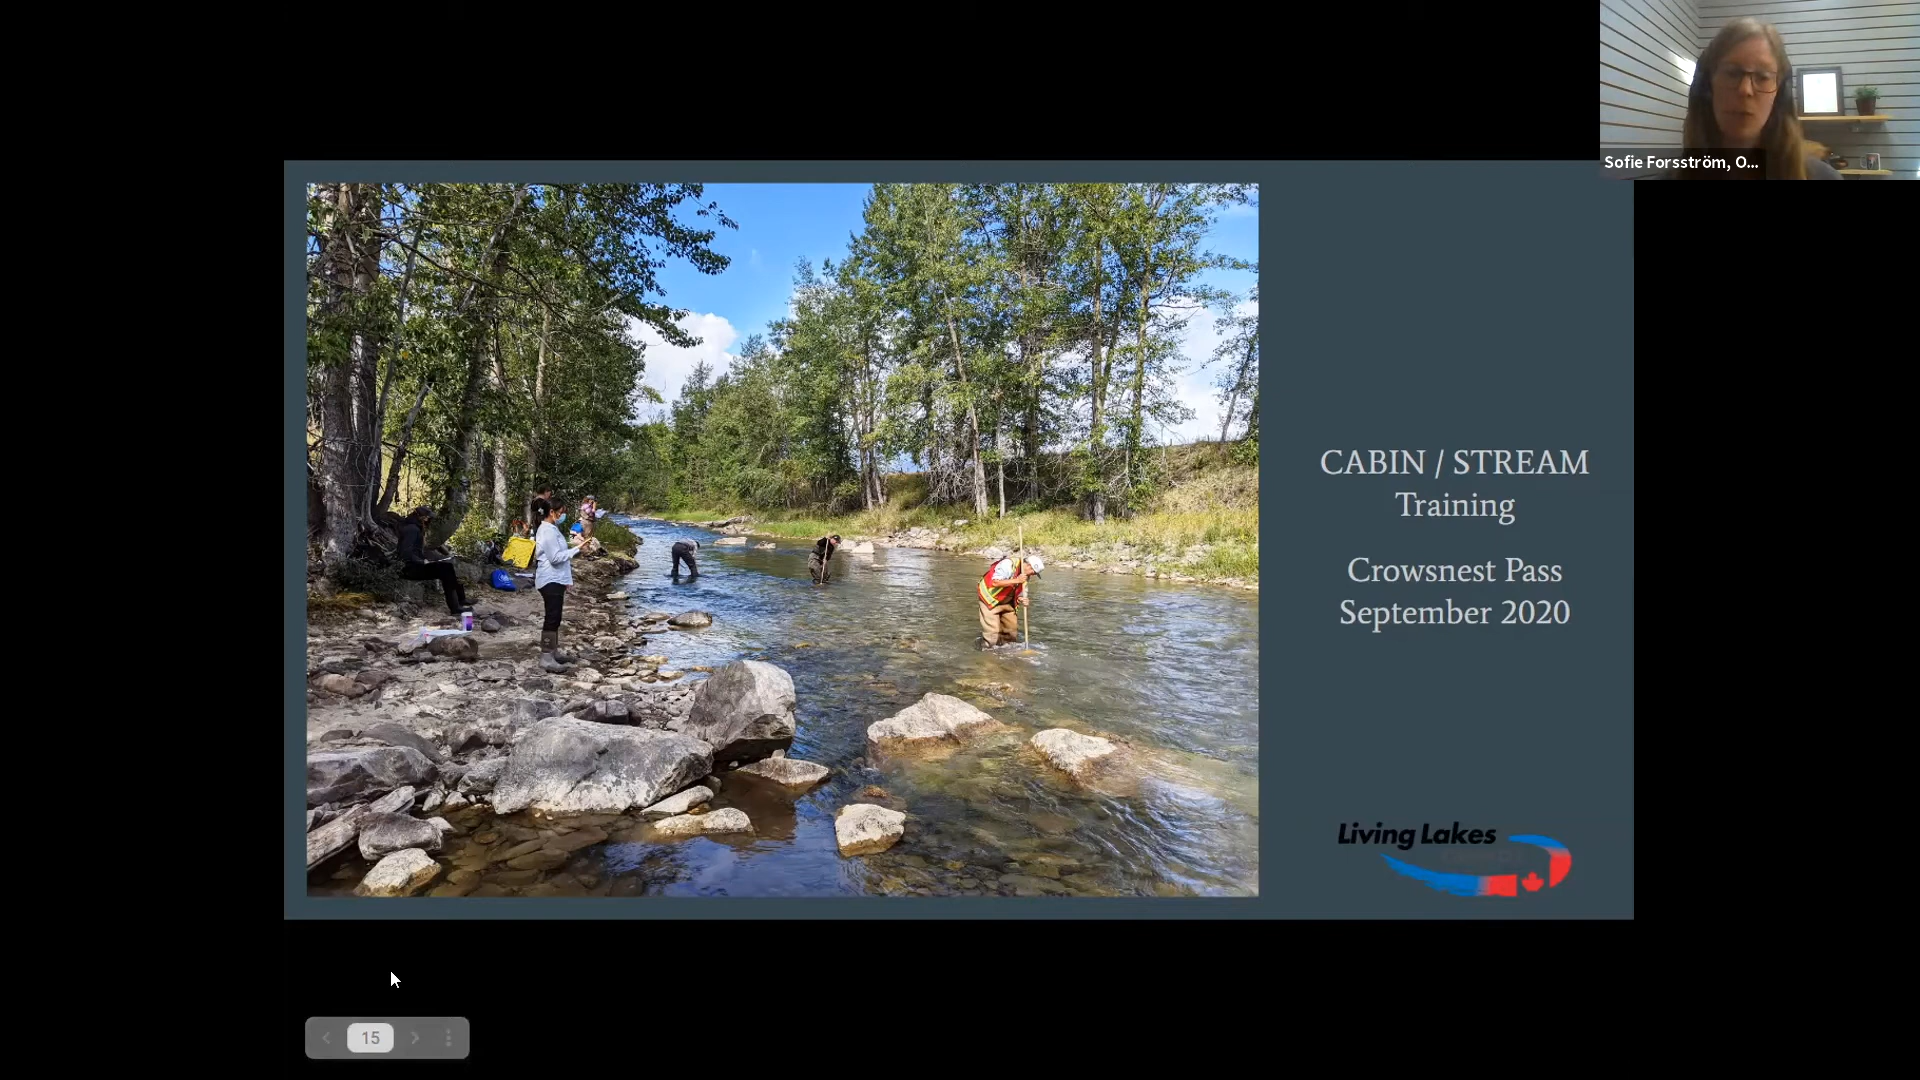 Sofie Forsström, O...
CABIN / STREAM
Training
Crowsnest Pass
September 2020
Living Lakes
15